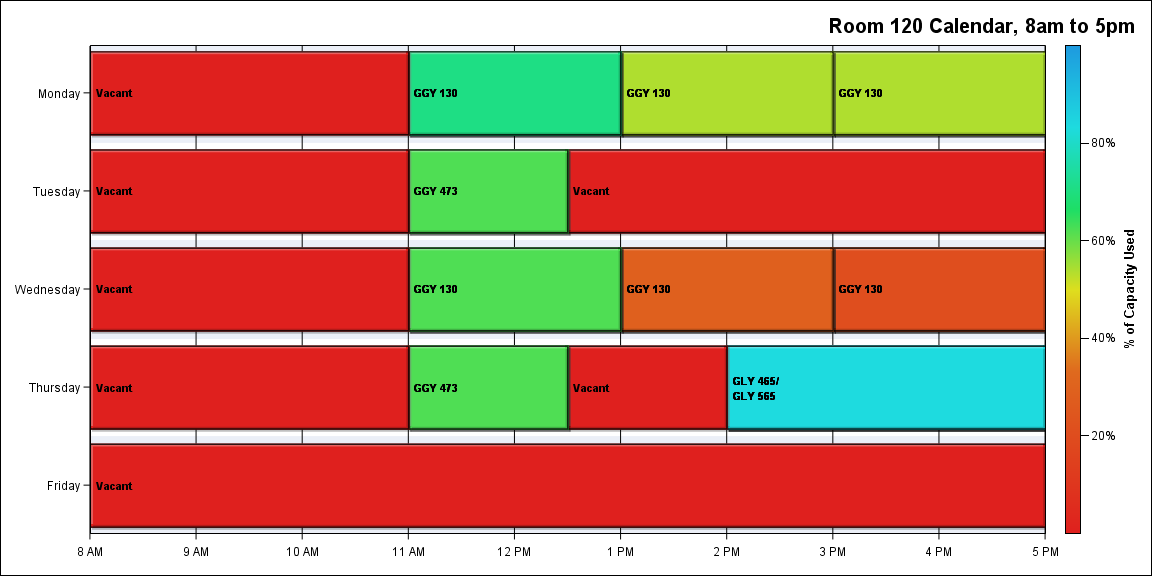 Room 120 Calendar, 8am to 5pm
Monday
Vacant
GGY 130
GGY 130
GGY 130
Tuesday
Vacant
GGY 473
Vacant
Wednesday
Vacant
GGY 130
GGY 130
GGY 130
Thursday
Vacant
GGY 473
Vacant
GLY 465/
GLY 565
Friday
Vacant
8 AM
9 AM
10 AM
11 AM
12 PM
1 PM
2 PM
3 PM
4 PM
5 PM
80%
60%
40%
20%
% of Capacity Used